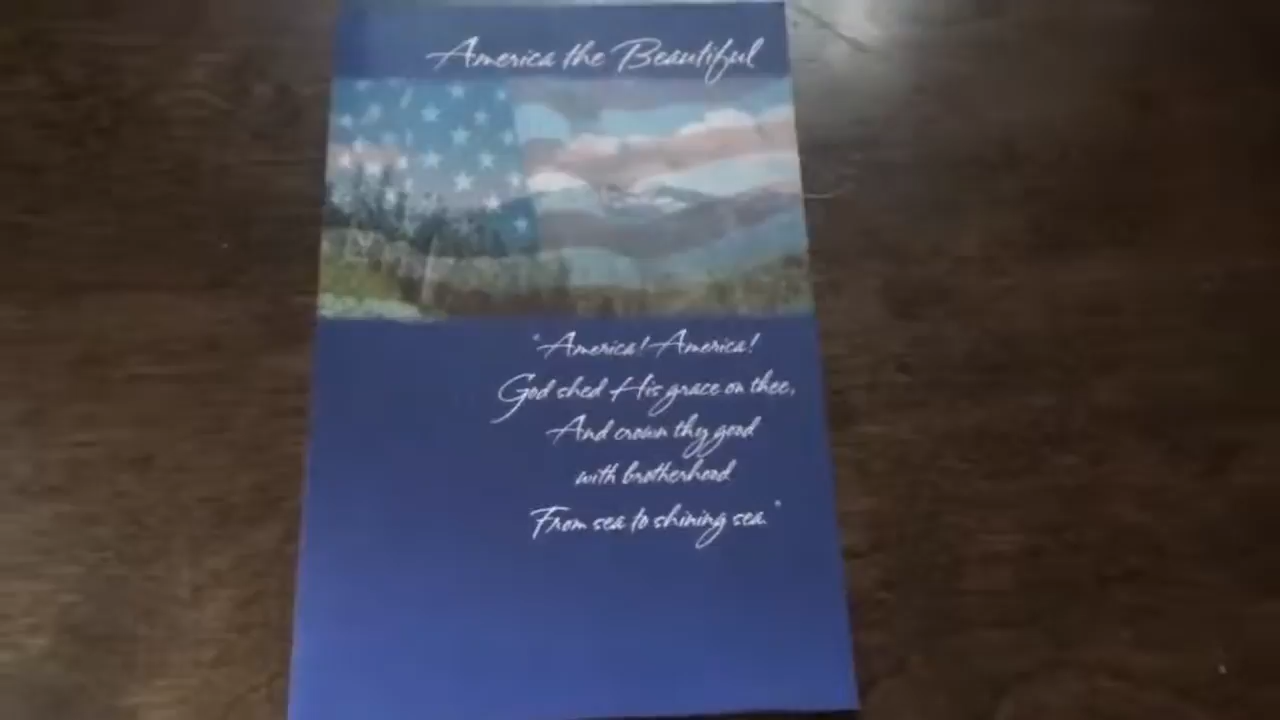 America the Beautiful
"America! America!
God shed His grace on thee,
And crown thy good
with brotherhood
From sea to shining sea."